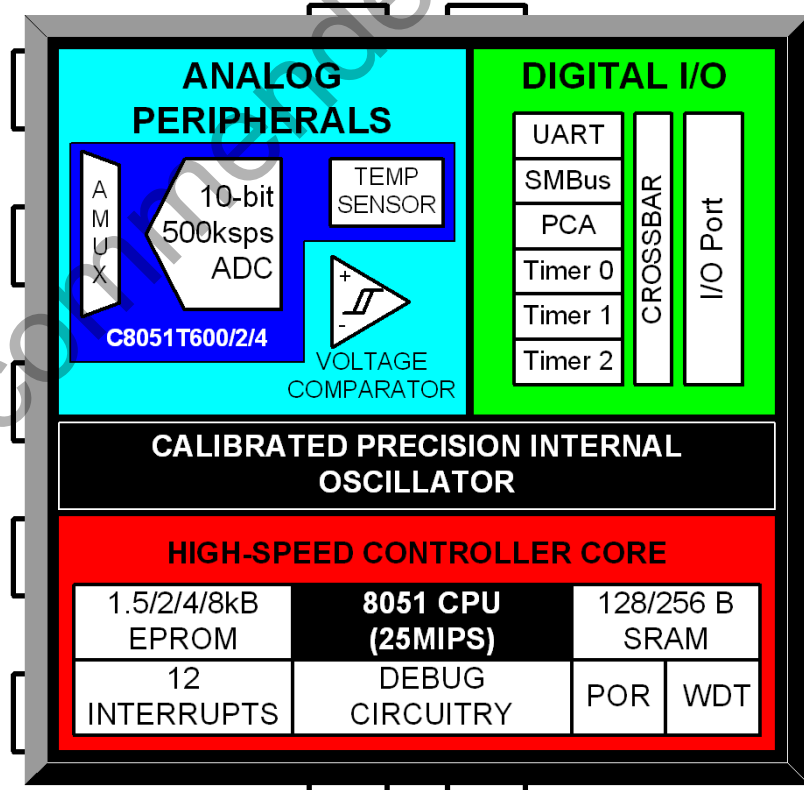 ANALOG
PERIPHERALS
A
M
U
X
10-bit
500ksps
ADC
TEMP
SENSOR
C8051T600/2/4
+
-
VOLTAGE
COMPARATOR
DIGITAL I/O
UART
SMBus
PCA
Timer 0
Timer 1
Timer 2
CROSSBAR
I/O Port
CALIBRATED PRECISION INTERNAL
OSCILLATOR
HIGH-SPEED CONTROLLER CORE
1.5/2/4/8kB
EPROM
8051 CPU
(25MIPS)
128/256 B
SRAM
12
INTERRUPTS
DEBUG
CIRCUITRY
POR
WDT